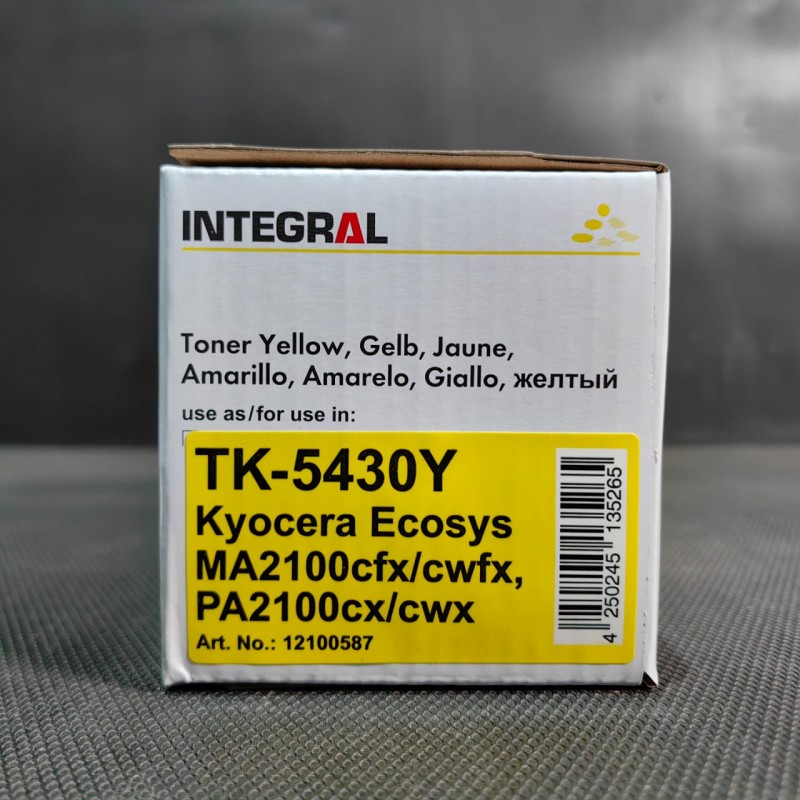 INTEGRAL
Toner Yellow, Gelb, Jaune,
Amarillo, Amarelo, Giallo, желтый
use as/for use in:
TK-5430Y
Kyocera Ecosys
MA2100cfx/cwfx,
PA2100cx/cwx
Art. No.: 12100587
4 250245 135265